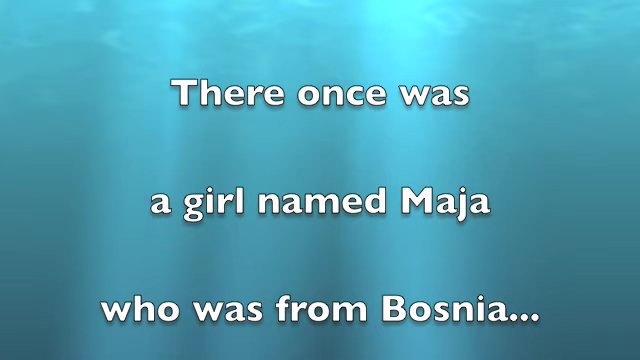 There once was
a girl named Maja
who was from Bosnia...